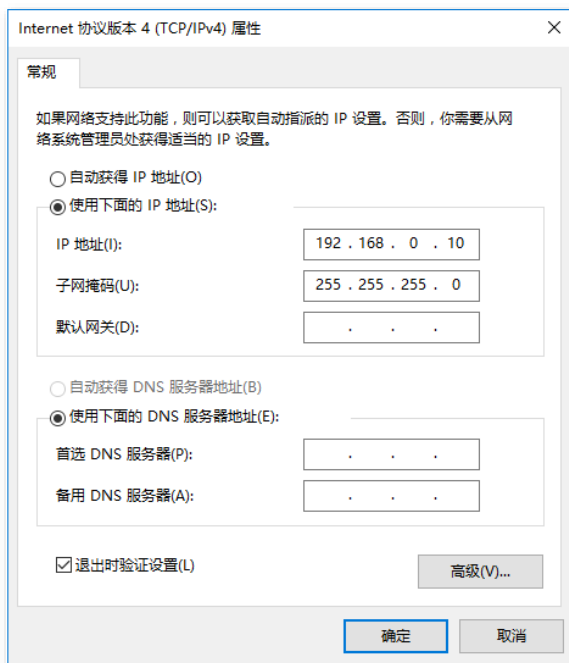 Internet 协议版本 4 (TCP/IPv4) 属性
常规
如果网络支持此功能，则可以获取自动指派的 IP 设置。否则，你需要从网
络系统管理员处获得适当的 IP 设置。
自动获得 IP 地址(O)
使用下面的 IP 地址(S):
IP 地址(I): 192 . 168 . 0 . 10
子网掩码(U): 255 . 255 . 255 . 0
默认网关(D): . . .
自动获得 DNS 服务器地址(B)
使用下面的 DNS 服务器地址(E):
首选 DNS 服务器(P): . . .
备用 DNS 服务器(A): . . .
退出时验证设置(L) 高级(V)...
确定 取消